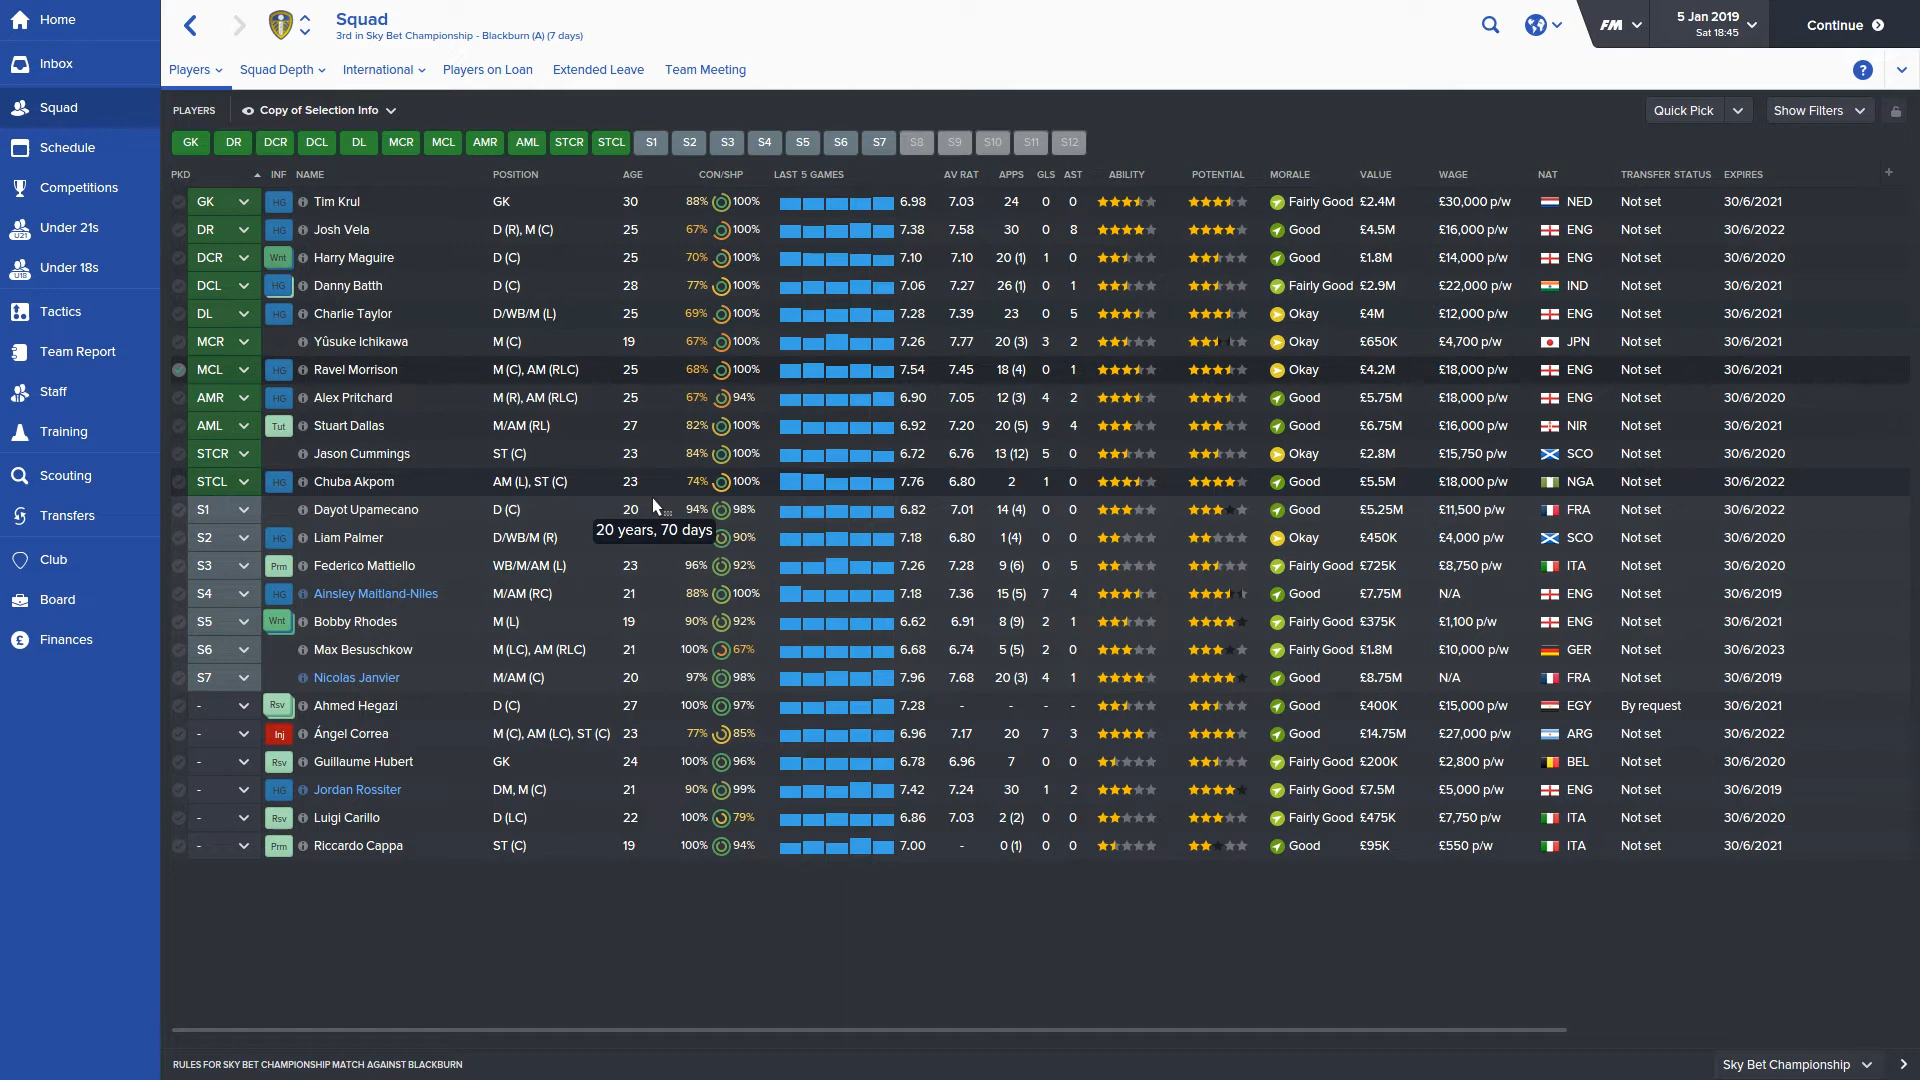 Home
Inbox
Squad
Schedule
Competitions
U21 Under 21s
U18 Under 18s
Tactics
Team Report
Staff
Training
Scouting
Transfers
Club
Board
Finances
Squad
3rd in Sky Bet Championship - Blackburn (A) (7 days)
FM
5 Jan 2019
Sat 18:45
Continue
Players Squad Depth International Players on Loan Extended Leave Team Meeting ?
PLAYERS Copy of Selection Info Quick Pick Show Filters
GK DR DCR DCL DL MCR MCL AMR AML STCR STCL S1 S2 S3 S4 S5 S6 S7 S8 S9 S10 S11 S12
PKD INF NAME POSITION AGE CON/SHP LAST 5 GAMES AV RAT APPS GLS AST ABILITY POTENTIAL MORALE VALUE WAGE NAT TRANSFER STATUS EXPIRES +
GK HG Tim Krul GK 30 88% 100% 6.98 7.03 24 0 0 Fairly Good £2.4M £30,000 p/w NED Not set 30/6/2021
DR HG Josh Vela D (R), M (C) 25 67% 100% 7.38 7.58 30 0 8 Good £4.5M £16,000 p/w ENG Not set 30/6/2022
DCR Wnt Harry Maguire D (C) 25 70% 100% 7.10 7.10 20 (1) 1 0 Good £1.8M £14,000 p/w ENG Not set 30/6/2020
DCL HG Danny Batth D (C) 28 77% 100% 7.06 7.27 26 (1) 0 1 Fairly Good £2.9M £22,000 p/w IND Not set 30/6/2021
DL HG Charlie Taylor D/WB/M (L) 25 69% 100% 7.28 7.39 23 0 5 Okay £4M £12,000 p/w ENG Not set 30/6/2021
MCR Yûsuke Ichikawa M (C) 19 67% 100% 7.26 7.77 20 (3) 3 2 Okay £650K £4,700 p/w JPN Not set 30/6/2021
MCL HG Ravel Morrison M (C), AM (RLC) 25 68% 100% 7.54 7.45 18 (4) 0 1 Okay £4.2M £18,000 p/w ENG Not set 30/6/2021
AMR HG Alex Pritchard M (R), AM (RLC) 25 67% 94% 6.90 7.05 12 (3) 4 2 Good £5.75M £18,000 p/w ENG Not set 30/6/2020
AML Tut Stuart Dallas M/AM (RL) 27 82% 100% 6.92 7.20 20 (5) 9 4 Good £6.75M £16,000 p/w NIR Not set 30/6/2021
STCR Jason Cummings ST (C) 23 84% 100% 6.72 6.76 13 (12) 5 0 Okay £2.8M £15,750 p/w SCO Not set 30/6/2020
STCL HG Chuba Akpom AM (L), ST (C) 23 74% 100% 7.76 6.80 2 1 0 Good £5.5M £18,000 p/w NGA Not set 30/6/2022
S1 Dayot Upamecano D (C) 20 94% 98% 6.82 7.01 14 (4) 0 0 Good £5.25M £11,500 p/w FRA Not set 30/6/2022
20 years, 70 days
S2 HG Liam Palmer D/WB/M (R) 90% 7.18 6.80 1 (4) 0 0 Okay £450K £4,000 p/w SCO Not set 30/6/2020
S3 Prm Federico Mattiello WB/M/AM (L) 23 96% 92% 7.26 7.28 9 (6) 0 5 Fairly Good £725K £8,750 p/w ITA Not set 30/6/2020
S4 HG Ainsley Maitland-Niles M/AM (RC) 21 88% 100% 7.18 7.36 15 (5) 7 4 Good £7.75M N/A ENG Not set 30/6/2019
S5 Wnt Bobby Rhodes M (L) 19 90% 92% 6.62 6.91 8 (9) 2 1 Fairly Good £375K £1,100 p/w ENG Not set 30/6/2021
S6 Max Besuschkow M (LC), AM (RLC) 21 100% 67% 6.68 6.74 5 (5) 2 0 Fairly Good £1.8M £10,000 p/w GER Not set 30/6/2023
S7 Nicolas Janvier M/AM (C) 20 97% 98% 7.96 7.68 20 (3) 4 1 Good £8.75M N/A FRA Not set 30/6/2019
- Rsv Ahmed Hegazi D (C) 27 100% 97% 7.28 - - - - Good £400K £15,000 p/w EGY By request 30/6/2021
- Inj Ángel Correa M (C), AM (LC), ST (C) 23 77% 85% 6.96 7.17 20 7 3 Good £14.75M £27,000 p/w ARG Not set 30/6/2022
- Rsv Guillaume Hubert GK 24 100% 96% 6.78 6.96 7 0 0 Fairly Good £200K £2,800 p/w BEL Not set 30/6/2020
- HG Jordan Rossiter DM, M (C) 21 90% 99% 7.42 7.24 30 1 2 Fairly Good £7.5M £5,000 p/w ENG Not set 30/6/2019
- Rsv Luigi Carillo D (LC) 22 100% 79% 6.86 7.03 2 (2) 0 0 Fairly Good £475K £7,750 p/w ITA Not set 30/6/2020
- Prm Riccardo Cappa ST (C) 19 100% 94% 7.00 - 0 (1) 0 0 Good £95K £550 p/w ITA Not set 30/6/2021
RULES FOR SKY BET CHAMPIONSHIP MATCH AGAINST BLACKBURN Sky Bet Championship